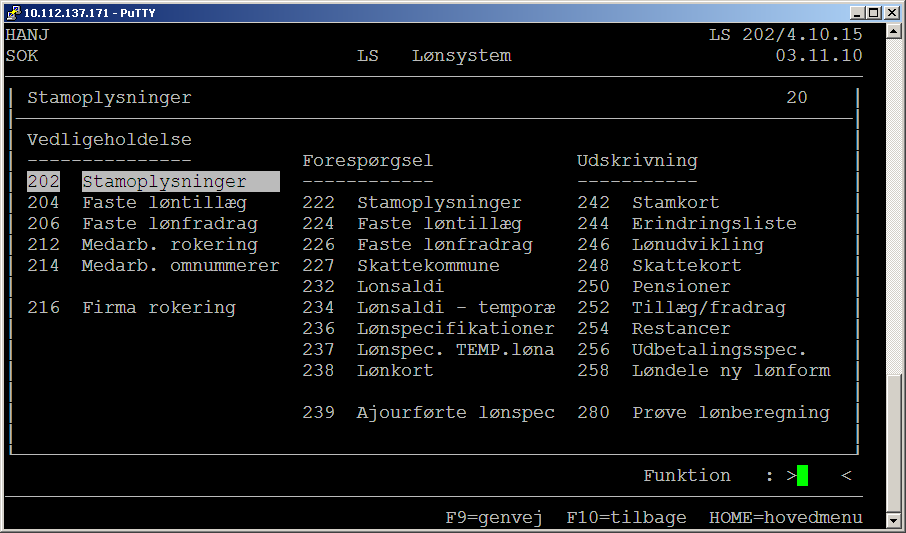 10.112.137.171 - PuTTY
HANJ LS 202/4.10.15
SOK LS Lønsystem 03.11.10
Stamoplysninger 20
Vedligeholdelse
--------------- Forespørgsel Udskrivning
202 Stamoplysninger ------------ -----------
204 Faste løntillæg 222 Stamoplysninger 242 Stamkort
206 Faste lønfradrag 224 Faste løntillæg 244 Erindringsliste
212 Medarb. rokering 226 Faste lønfradrag 246 Lønudvikling
214 Medarb. omnummerer 227 Skattekommune 248 Skattekort
232 Lonsaldi 250 Pensioner
216 Firma rokering 234 Lønsaldi - temporæ 252 Tillæg/fradrag
236 Lønspecifikationer 254 Restancer
237 Lønspec. TEMP.løna 256 Udbetalingsspec.
238 Lønkort 258 Løndele ny lønform
239 Ajourførte lønspec 280 Prøve lønberegning
Funktion : > <
F9=genvej F10=tilbage HOME=hovedmenu